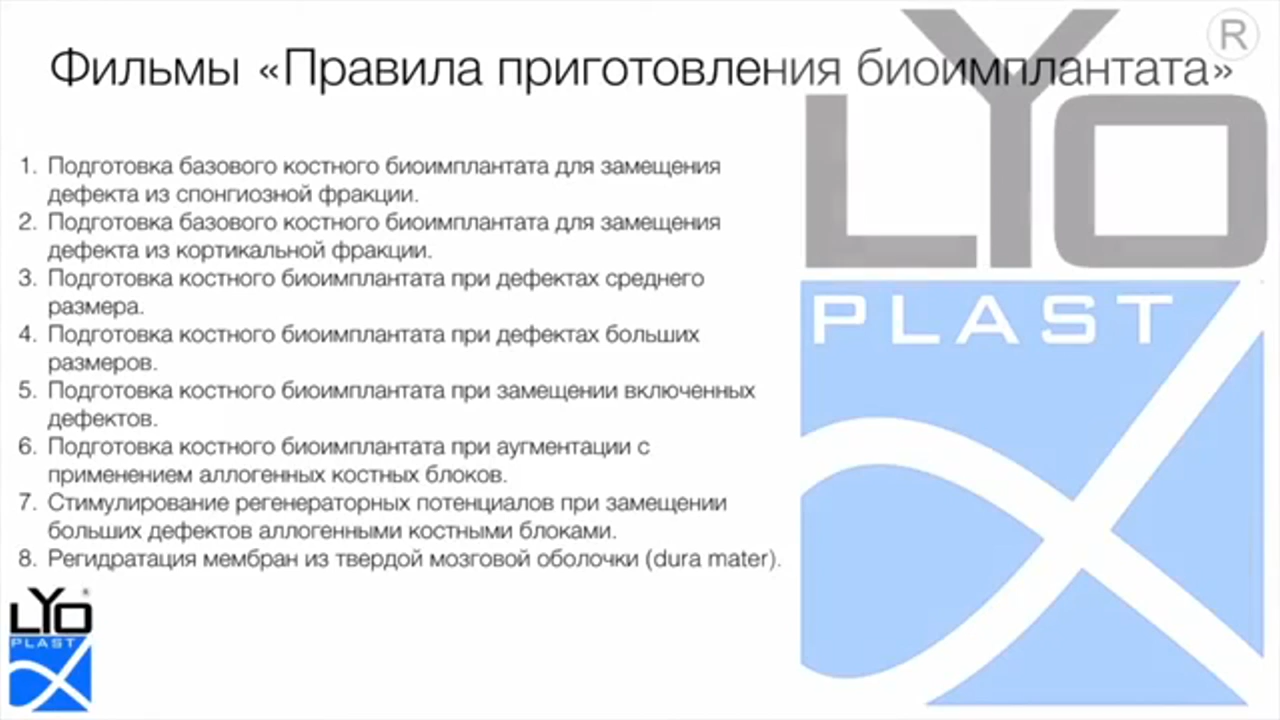 Фильмы «Правила приготовления биоимплантата»
1. Подготовка базового костного биоимплантата для замещения
дефекта из спонгиозной фракции.
2. Подготовка базового костного биоимплантата для замещения
дефекта из кортикальной фракции.
3. Подготовка костного биоимплантата при дефектах среднего
размера.
4. Подготовка костного биоимплантата при дефектах больших
размеров.
5. Подготовка костного биоимплантата при замещении включенных
дефектов.
6. Подготовка костного биоимплантата при аугментации с
применением аллогенных костных блоков.
7. Стимулирование регенераторных потенциалов при замещении
больших дефектов аллогенными костными блоками.
8. Регидратация мембран из твердой мозговой оболочки (dura mater).
LYO ®
PLAST
LYO ®
PLAST